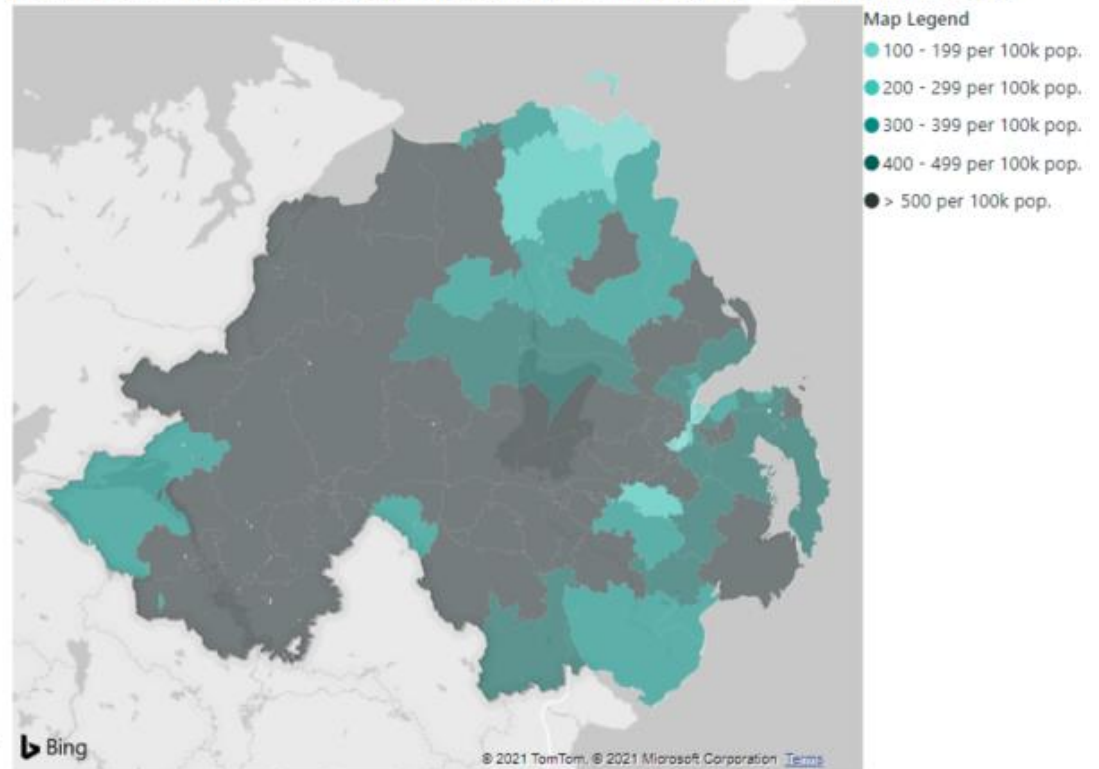 Map Legend
100 - 199 per 100k pop.
200 - 299 per 100k pop.
300 - 399 per 100k pop.
400 - 499 per 100k pop.
> 500 per 100k pop.
Bing
© 2021 TomTom, © 2021 Microsoft Corporation Terms